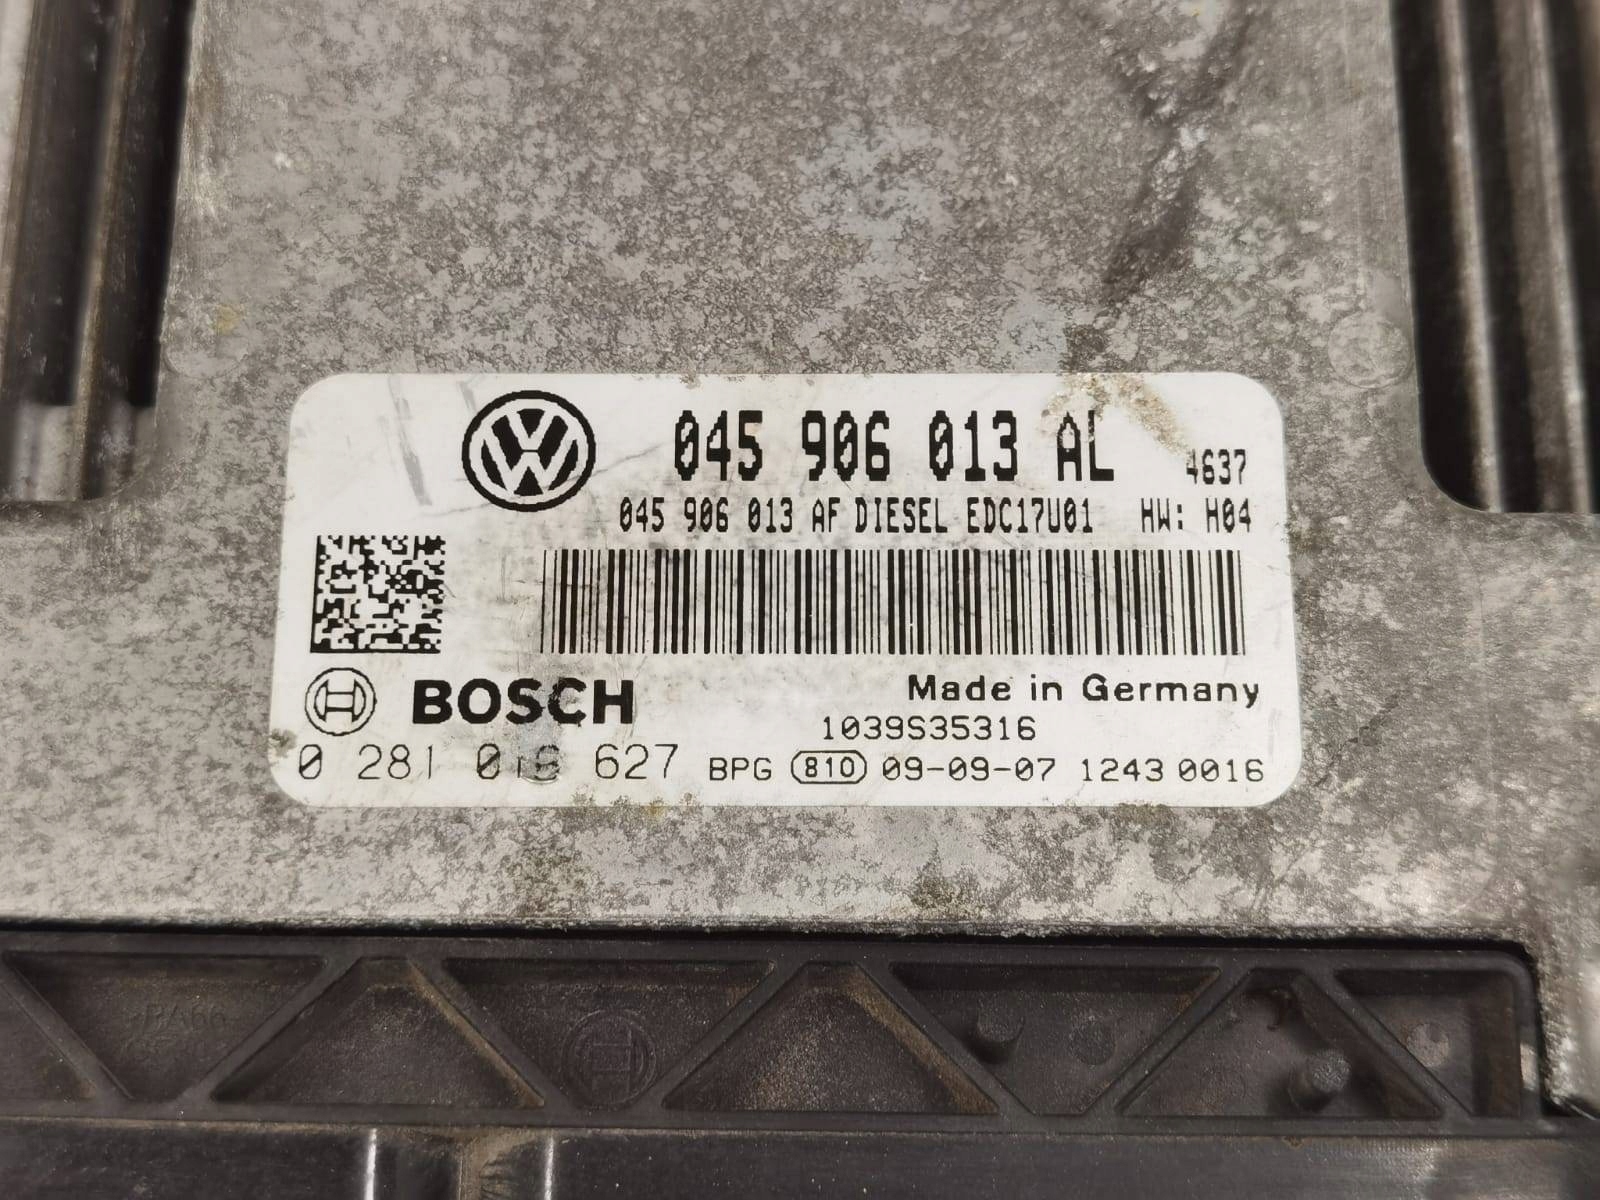 045 906 013 AL 4637
045 906 013 AF DIESEL EDC17U01 HW: H04
BOSCH
Made in Germany
1039S35316
0 281 016 627 BPG 810 09-09-07 1243 0016